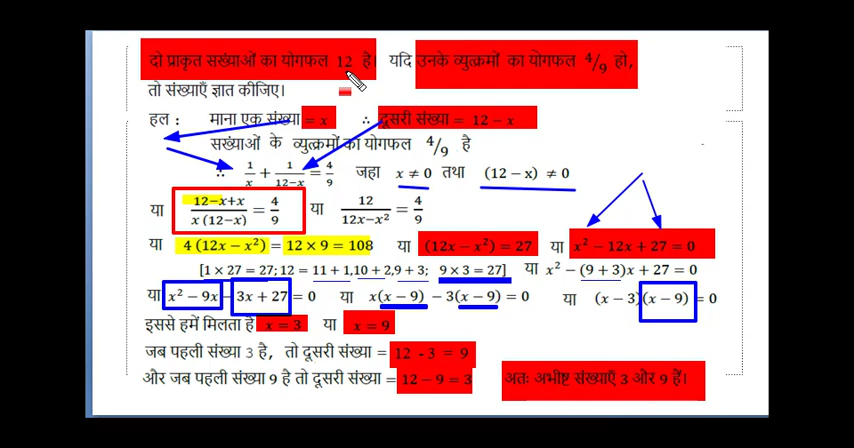 दो प्राकृत सख्याओं का योगफल 12 है। यदि उनके व्युत्क्रमों का योगफल 4/9 हो,
तो संख्याएँ ज्ञात कीजिए।
हल : माना एक संख्या = x ∴ दूसरी संख्या = 12 − x
सख्याओं के व्युत्क्रमों का योगफल 4/9 है
∴ 1/x + 1/(12−x) = 4/9 जहा x ≠ 0 तथा (12 − x) ≠ 0
या (12−x+x)/(x (12−x)) = 4/9 या 12/(12x−x²) = 4/9
या 4 (12x − x²) = 12 × 9 = 108 या (12x − x²) = 27 या x² − 12x + 27 = 0
[1 × 27 = 27; 12 = 11 + 1, 10 + 2, 9 + 3; 9 × 3 = 27] या x² − (9 + 3)x + 27 = 0
या x² − 9x − 3x + 27 = 0 या x(x − 9) − 3(x − 9) = 0 या (x − 3)(x − 9) = 0
इससे हमें मिलता है x = 3 या x = 9
जब पहली संख्या 3 है, तो दूसरी संख्या = 12 - 3 = 9
और जब पहली संख्या 9 है तो दूसरी संख्या = 12 − 9 = 3 अतः अभीष्ट संख्याएँ 3 और 9 हैं।